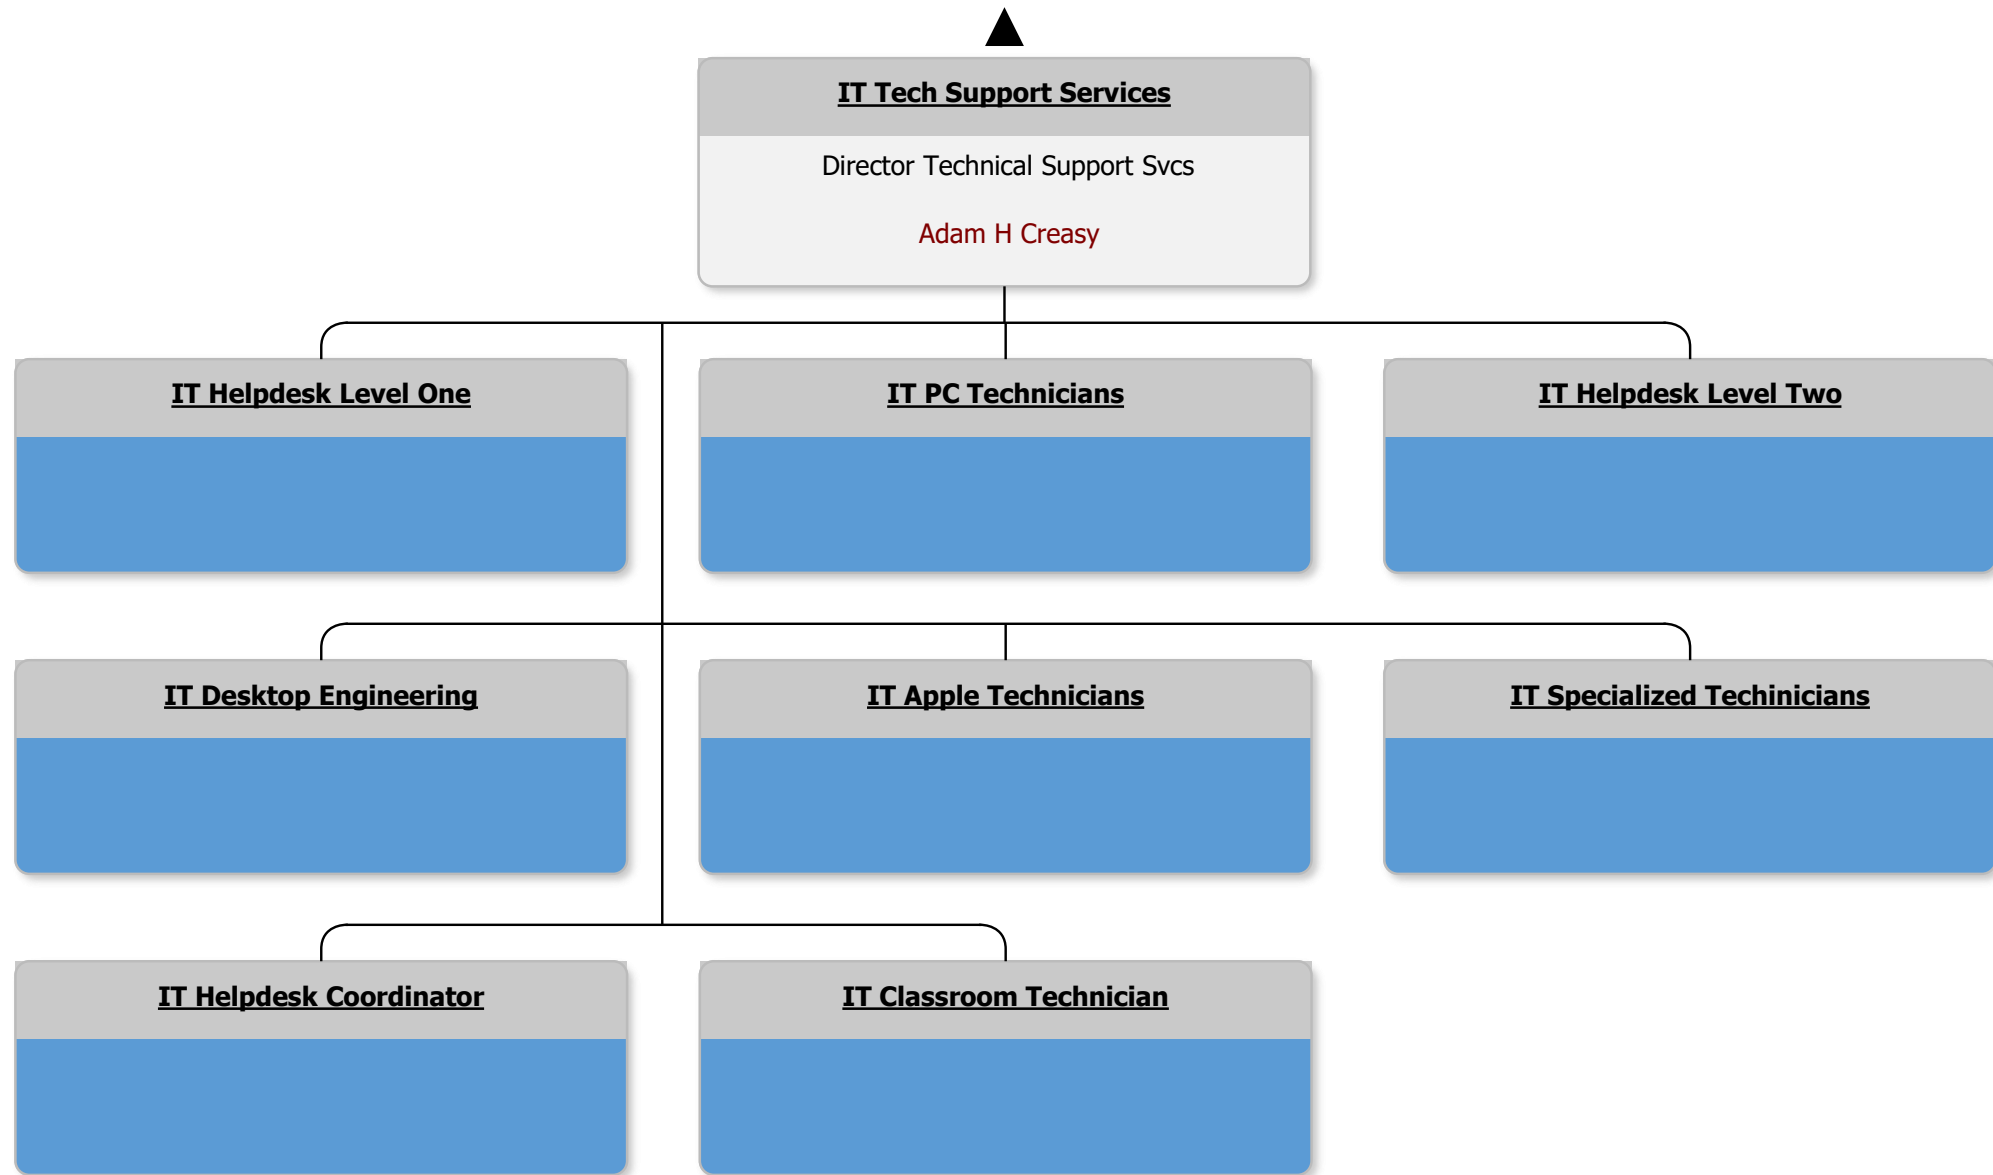 IT Tech Support Services
Director Technical Support Svcs
Adam H Creasy
IT Helpdesk Level One
IT PC Technicians
IT Helpdesk Level Two
IT Desktop Engineering
IT Apple Technicians
IT Specialized Techinicians
IT Helpdesk Coordinator
IT Classroom Technician